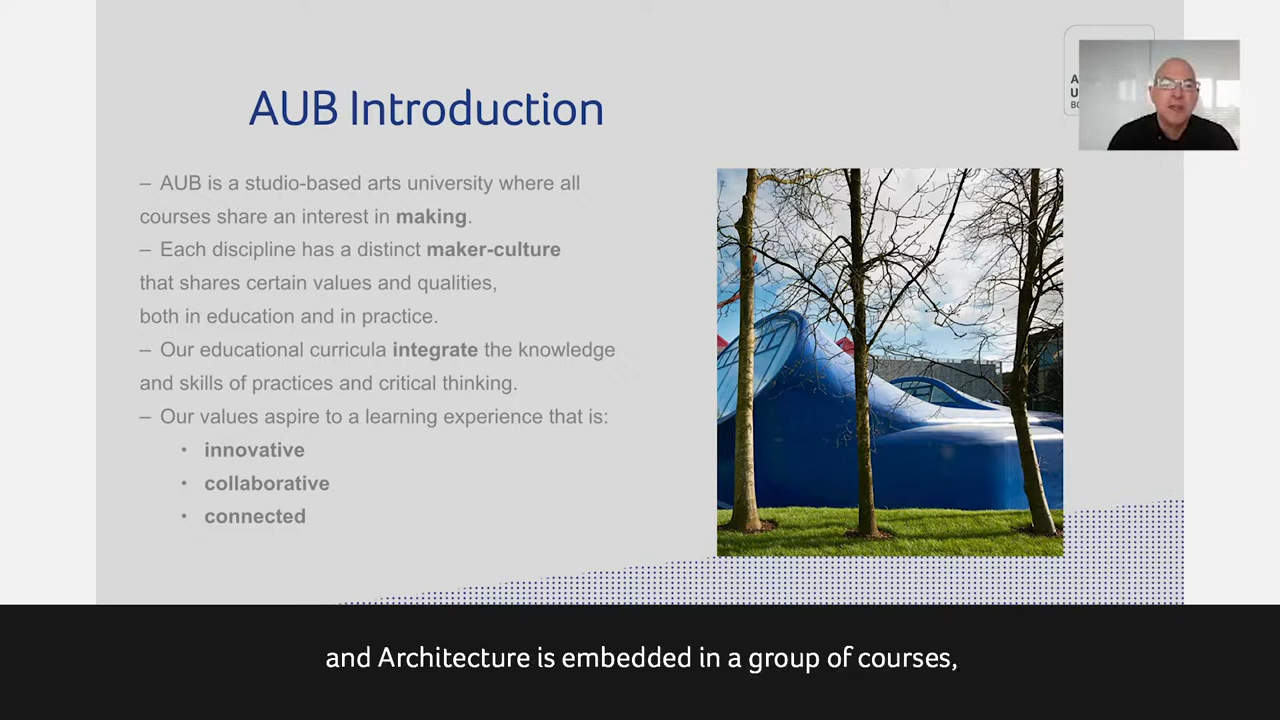 AUB Introduction
– AUB is a studio-based arts university where all
courses share an interest in making.
– Each discipline has a distinct maker-culture
that shares certain values and qualities,
both in education and in practice.
– Our educational curricula integrate the knowledge
and skills of practices and critical thinking.
– Our values aspire to a learning experience that is:
• innovative
• collaborative
• connected
and Architecture is embedded in a group of courses,